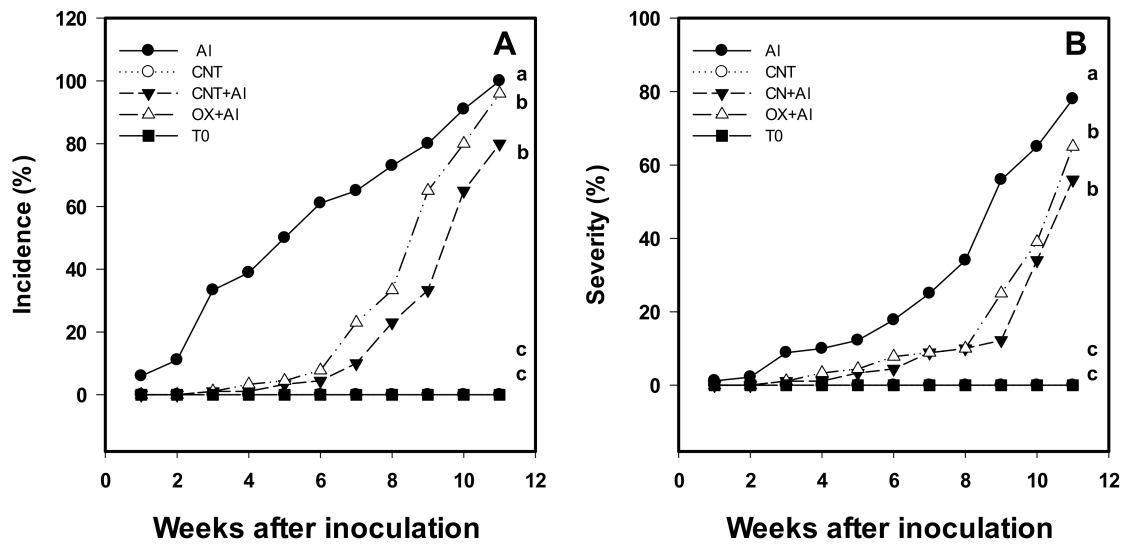 120
100
80
60
40
20
0
Incidence (%)
A
AI
CNT
CNT+AI
OX+AI
T0
a
b
b
c
c
0 2 4 6 8 10 12
Weeks after inoculation
100
80
60
40
20
0
Severity (%)
B
AI
CNT
CN+AI
OX+AI
T0
a
b
b
c
c
0 2 4 6 8 10 12
Weeks after inoculation